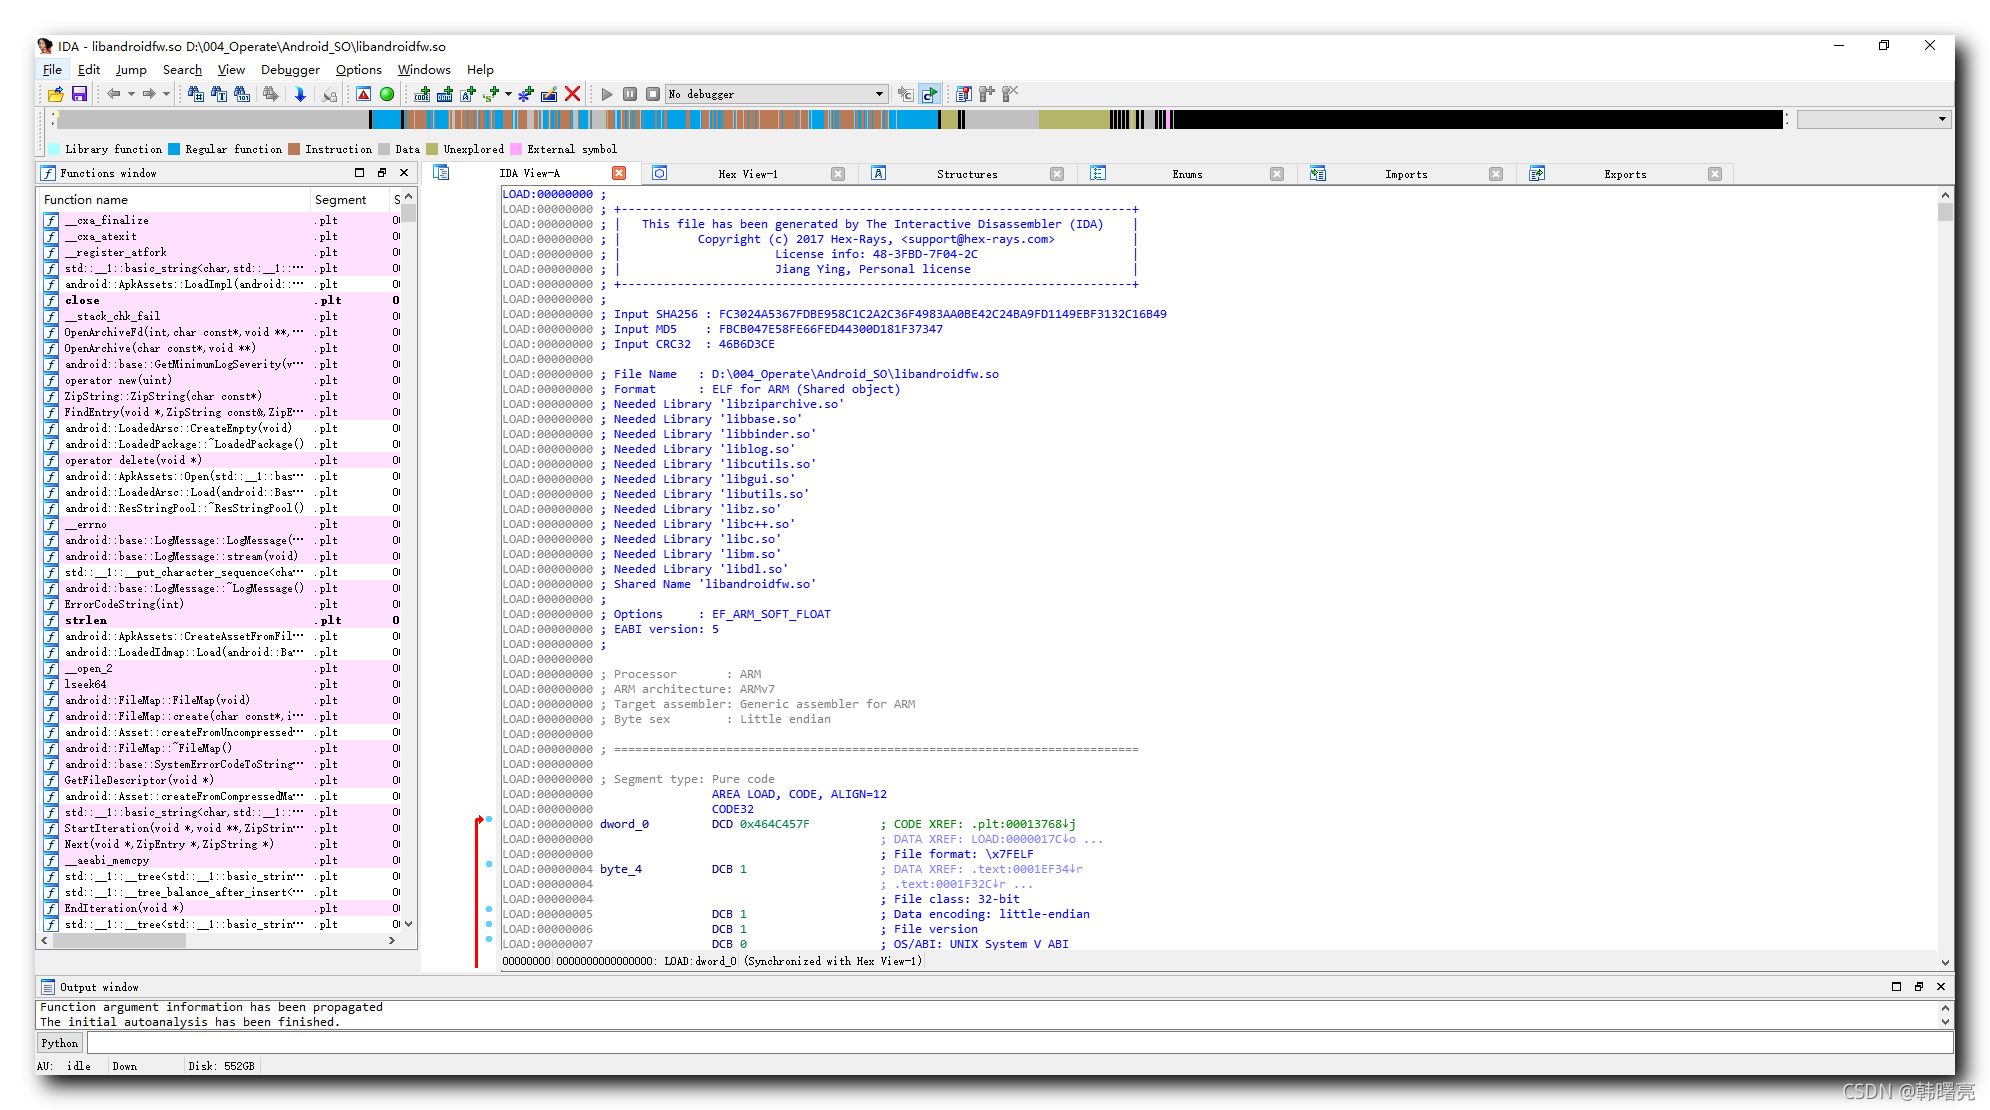 IDA - libandroidfw.so D:\004_Operate\Android_SO\libandroidfw.so
File Edit Jump Search View Debugger Options Windows Help
No debugger
Library function Regular function Instruction Data Unexplored External symbol
Functions window
Function name Segment S
__cxa_finalize .plt 0
__cxa_atexit .plt 0
__register_atfork .plt 0
std::__1::basic_string<char,std::__1::··· .plt 0
android::ApkAssets::LoadImpl(android::··· .plt 0
close .plt 0
__stack_chk_fail .plt 0
OpenArchiveFd(int,char const*,void **,··· .plt 0
OpenArchive(char const*,void **) .plt 0
android::base::GetMinimumLogSeverity(v··· .plt 0
operator new(uint) .plt 0
ZipString::ZipString(char const*) .plt 0
FindEntry(void *,ZipString const&,ZipE··· .plt 0
android::LoadedArsc::CreateEmpty(void) .plt 0
android::LoadedPackage::~LoadedPackage() .plt 0
operator delete(void *) .plt 0
android::ApkAssets::Open(std::__1::bas··· .plt 0
android::LoadedArsc::Load(android::Bas··· .plt 0
android::ResStringPool::~ResStringPool() .plt 0
__errno .plt 0
android::base::LogMessage::LogMessage(··· .plt 0
android::base::LogMessage::stream(void) .plt 0
std::__1::__put_character_sequence<cha··· .plt 0
android::base::LogMessage::~LogMessage() .plt 0
ErrorCodeString(int) .plt 0
strlen .plt 0
android::ApkAssets::CreateAssetFromFil··· .plt 0
android::LoadedIdmap::Load(android::Ba··· .plt 0
__open_2 .plt 0
lseek64 .plt 0
android::FileMap::FileMap(void) .plt 0
android::FileMap::create(char const*,i··· .plt 0
android::Asset::createFromUncompressed··· .plt 0
android::FileMap::~FileMap() .plt 0
android::base::SystemErrorCodeToString··· .plt 0
GetFileDescriptor(void *) .plt 0
android::Asset::createFromCompressedMa··· .plt 0
std::__1::basic_string<char,std::__1::··· .plt 0
StartIteration(void *,void **,ZipStrin··· .plt 0
Next(void *,ZipEntry *,ZipString *) .plt 0
__aeabi_memcpy .plt 0
std::__1::__tree<std::__1::basic_strin··· .plt 0
std::__1::__tree_balance_after_insert<··· .plt 0
EndIteration(void *) .plt 0
std::__1::__tree<std::__1::basic_strin··· .plt 0
IDA View-A Hex View-1 Structures Enums Imports Exports
LOAD:00000000 ;
LOAD:00000000 ; +-------------------------------------------------------------------------+
LOAD:00000000 ; | This file has been generated by The Interactive Disassembler (IDA) |
LOAD:00000000 ; | Copyright (c) 2017 Hex-Rays, <support@hex-rays.com> |
LOAD:00000000 ; | License info: 48-3FBD-7F04-2C |
LOAD:00000000 ; | Jiang Ying, Personal license |
LOAD:00000000 ; +-------------------------------------------------------------------------+
LOAD:00000000 ;
LOAD:00000000 ; Input SHA256 : FC3024A5367FDBE958C1C2A2C36F4983AA0BE42C24BA9FD1149EBF3132C16B49
LOAD:00000000 ; Input MD5 : FBCB047E58FE66FED44300D181F37347
LOAD:00000000 ; Input CRC32 : 46B6D3CE
LOAD:00000000
LOAD:00000000 ; File Name : D:\004_Operate\Android_SO\libandroidfw.so
LOAD:00000000 ; Format : ELF for ARM (Shared object)
LOAD:00000000 ; Needed Library 'libziparchive.so'
LOAD:00000000 ; Needed Library 'libbase.so'
LOAD:00000000 ; Needed Library 'libbinder.so'
LOAD:00000000 ; Needed Library 'liblog.so'
LOAD:00000000 ; Needed Library 'libcutils.so'
LOAD:00000000 ; Needed Library 'libgui.so'
LOAD:00000000 ; Needed Library 'libutils.so'
LOAD:00000000 ; Needed Library 'libz.so'
LOAD:00000000 ; Needed Library 'libc++.so'
LOAD:00000000 ; Needed Library 'libc.so'
LOAD:00000000 ; Needed Library 'libm.so'
LOAD:00000000 ; Needed Library 'libdl.so'
LOAD:00000000 ; Shared Name 'libandroidfw.so'
LOAD:00000000 ;
LOAD:00000000 ; Options : EF_ARM_SOFT_FLOAT
LOAD:00000000 ; EABI version: 5
LOAD:00000000 ;
LOAD:00000000
LOAD:00000000 ; Processor : ARM
LOAD:00000000 ; ARM architecture: ARMv7
LOAD:00000000 ; Target assembler: Generic assembler for ARM
LOAD:00000000 ; Byte sex : Little endian
LOAD:00000000
LOAD:00000000 ; ===========================================================================
LOAD:00000000
LOAD:00000000 ; Segment type: Pure code
LOAD:00000000 AREA LOAD, CODE, ALIGN=12
LOAD:00000000 CODE32
LOAD:00000000 dword_0 DCD 0x464C457F ; CODE XREF: .plt:00013768↓j
LOAD:00000000 ; DATA XREF: LOAD:0000017C↓o ...
LOAD:00000000 ; File format: \x7FELF
LOAD:00000004 byte_4 DCB 1 ; DATA XREF: .text:0001EF34↓r
LOAD:00000004 ; .text:0001F32C↓r ...
LOAD:00000004 ; File class: 32-bit
LOAD:00000005 DCB 1 ; Data encoding: little-endian
LOAD:00000006 DCB 1 ; File version
LOAD:00000007 DCB 0 ; OS/ABI: UNIX System V ABI
00000000 0000000000000000: LOAD:dword_0 (Synchronized with Hex View-1)
Output window
Function argument information has been propagated
The initial autoanalysis has been finished.
Python
AU: idle Down Disk: 552GB
CSDN @韩曙亮